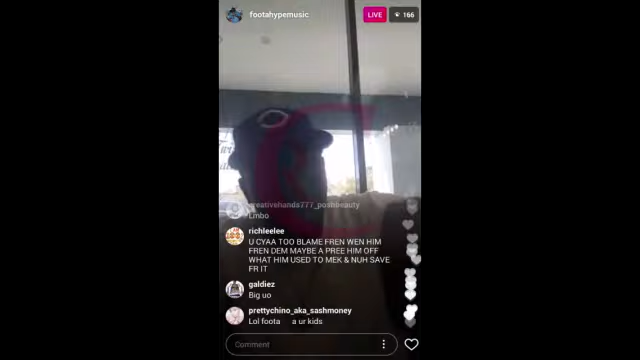 footahypemusic
LIVE
166
creativehands777_poshbeauty
Lmbo
richleelee
U CYAA TOO BLAME FREN WEN HIM
FREN DEM MAYBE A PREE HIM OFF
WHAT HIM USED TO MEK & NUH SAVE
FR IT
galdiez
Big uo
prettychino_aka_sashmoney
Lol foota a ur kids
Comment